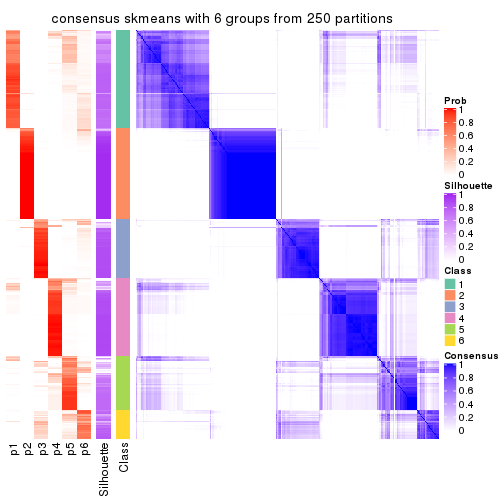 consensus skmeans with 6 groups from 250 partitions
Prob
1
0.8
0.6
0.4
0.2
0
Silhouette
1
0.8
0.6
0.4
0.2
0
Class
1
2
3
4
5
6
Consensus
1
0.8
0.6
0.4
0.2
0
p1
p2
p3
p4
p5
p6
Silhouette
Class